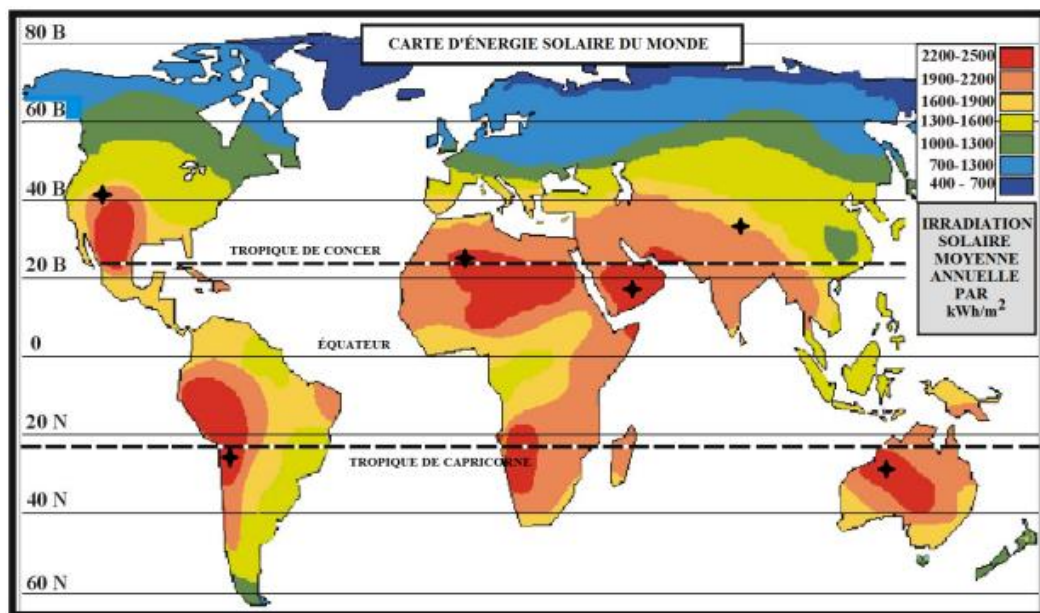 CARTE D'ÉNERGIE SOLAIRE DU MONDE
80 B
60 B
40 B
20 B
0
20 N
40 N
60 N
TROPIQUE DE CONCER
ÉQUATEUR
TROPIQUE DE CAPRICORNE
2200-2500
1900-2200
1600-1900
1300-1600
1000-1300
700-1300
400 - 700
IRRADIATION
SOLAIRE
MOYENNE
ANNUELLE
PAR
kWh/m²